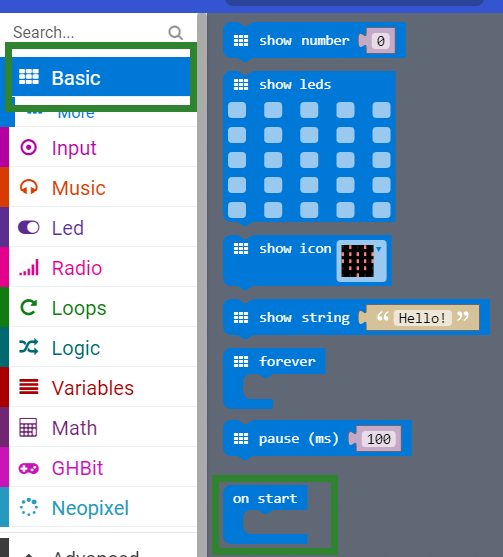 Search...
Basic
More
Input
Music
Led
Radio
Loops
Logic
Variables
Math
GHBit
Neopixel
Advanced
show number 0
show leds
show icon
show string “ Hello! ”
forever
pause (ms) 100
on start